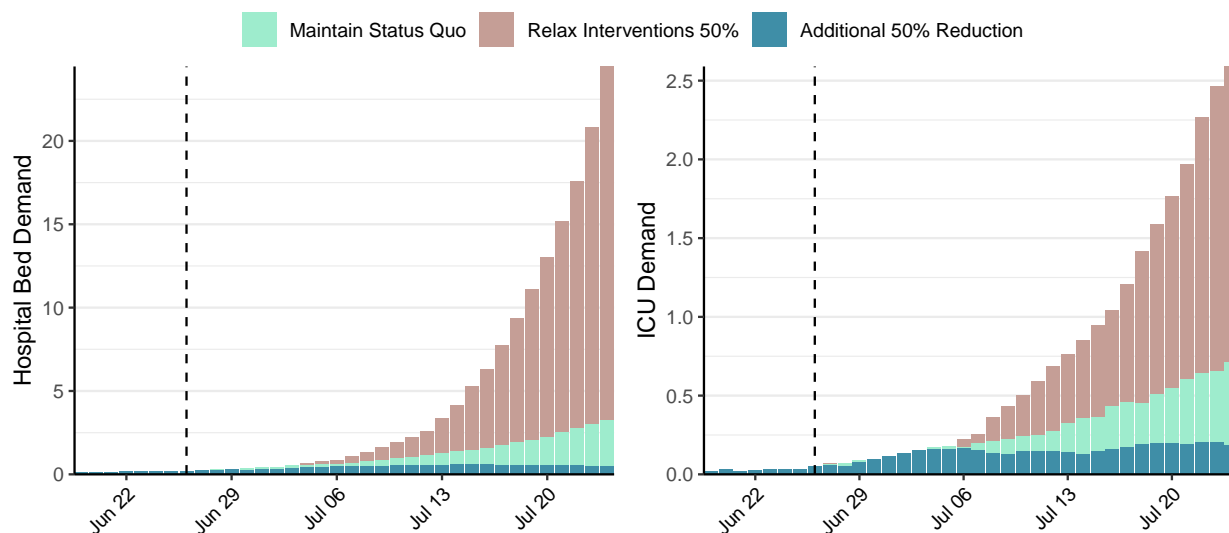 Maintain Status Quo Relax Interventions 50% Additional 50% Reduction
Hospital Bed Demand
20
15
10
5
0
Jun 22 Jun 29 Jul 06 Jul 13 Jul 20
ICU Demand
2.5
2.0
1.5
1.0
0.5
0.0
Jun 22 Jun 29 Jul 06 Jul 13 Jul 20